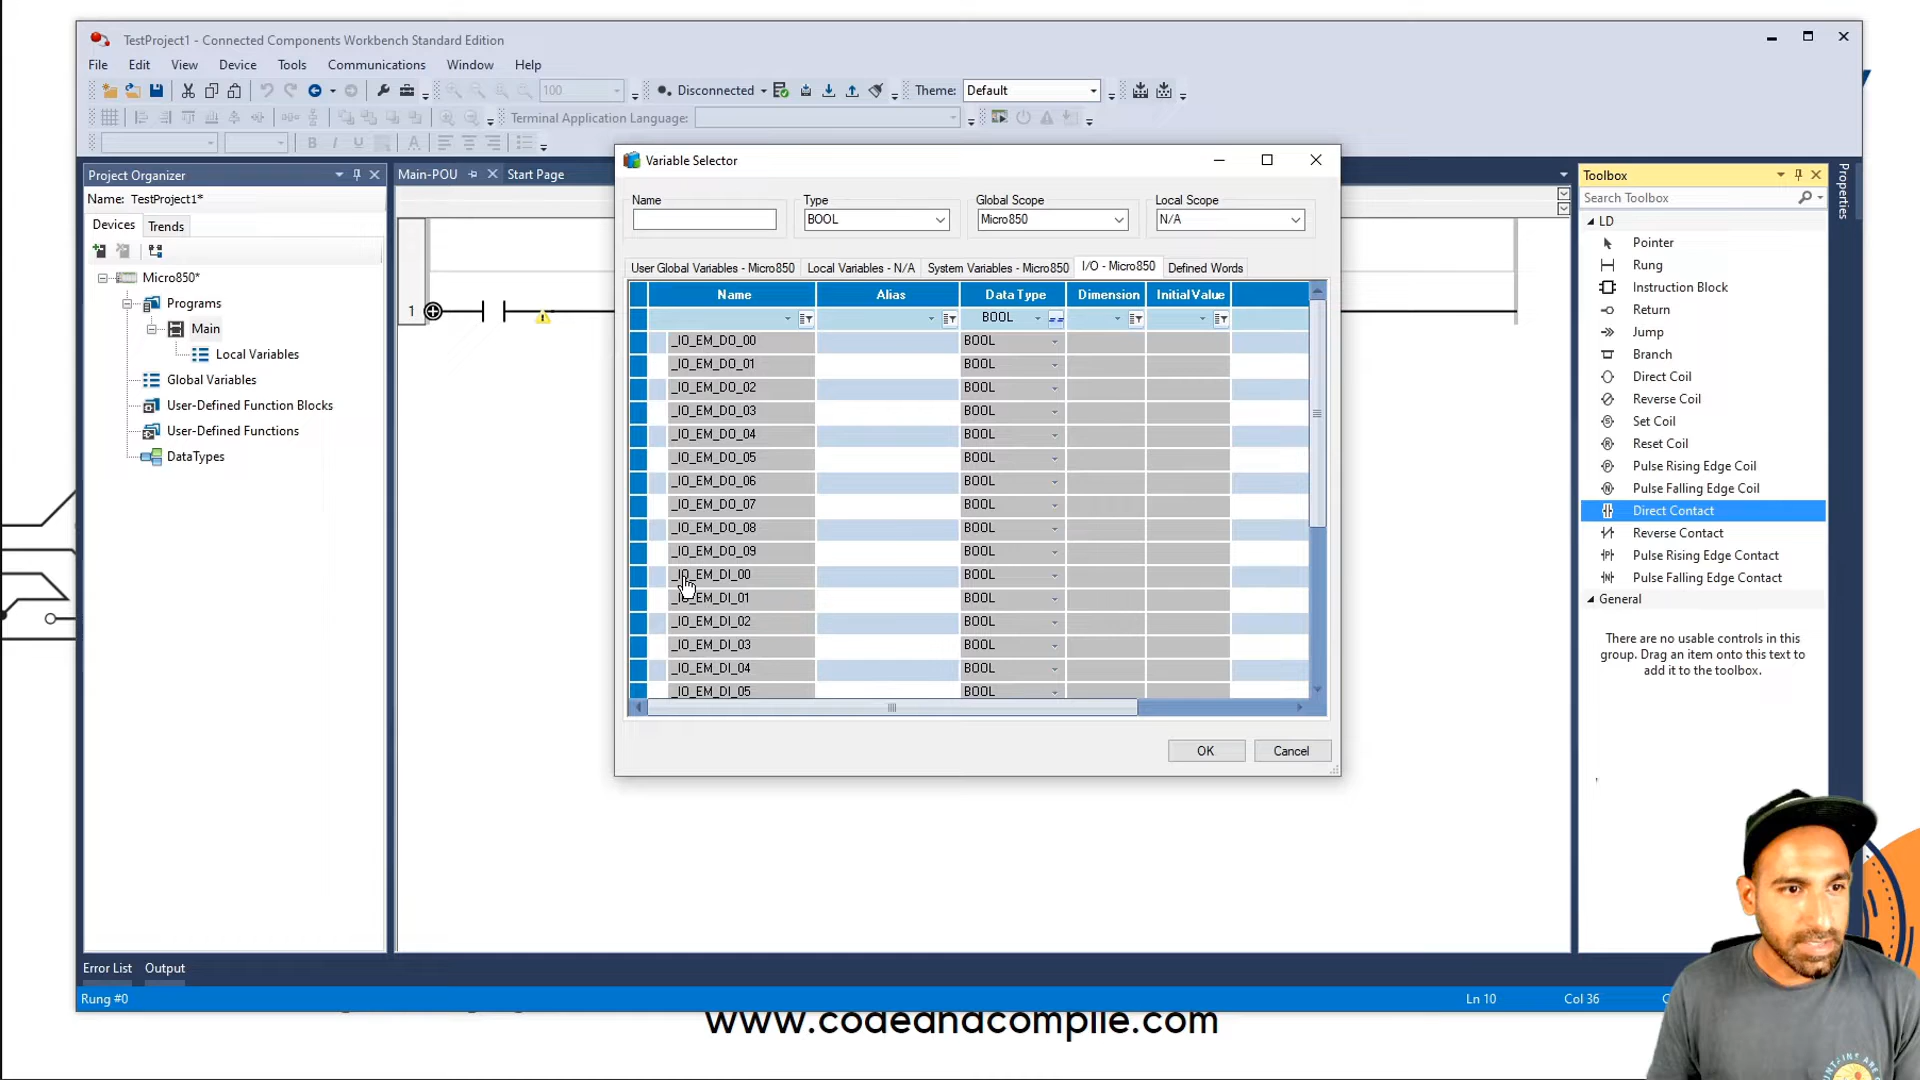 TestProject1 - Connected Components Workbench Standard Edition
File Edit View Device Tools Communications Window Help
100 Disconnected Theme: Default
Terminal Application Language:
Project Organizer
Name: TestProject1*
Devices Trends
Micro850*
Programs
Main
Local Variables
Global Variables
User-Defined Function Blocks
User-Defined Functions
DataTypes
Main-POU Start Page
1
Variable Selector
Name Type Global Scope Local Scope
BOOL Micro850 N/A
User Global Variables - Micro850 Local Variables - N/A System Variables - Micro850 I/O - Micro850 Defined Words
Name Alias Data Type Dimension Initial Value
BOOL
_IO_EM_DO_00 BOOL
_IO_EM_DO_01 BOOL
_IO_EM_DO_02 BOOL
_IO_EM_DO_03 BOOL
_IO_EM_DO_04 BOOL
_IO_EM_DO_05 BOOL
_IO_EM_DO_06 BOOL
_IO_EM_DO_07 BOOL
_IO_EM_DO_08 BOOL
_IO_EM_DO_09 BOOL
_IO_EM_DI_00 BOOL
_IO_EM_DI_01 BOOL
_IO_EM_DI_02 BOOL
_IO_EM_DI_03 BOOL
_IO_EM_DI_04 BOOL
_IO_EM_DI_05 BOOL
OK Cancel
Toolbox
Search Toolbox
LD
Pointer
Rung
Instruction Block
Return
Jump
Branch
Direct Coil
Reverse Coil
Set Coil
Reset Coil
Pulse Rising Edge Coil
Pulse Falling Edge Coil
Direct Contact
Reverse Contact
Pulse Rising Edge Contact
Pulse Falling Edge Contact
General
There are no usable controls in this
group. Drag an item onto this text to
add it to the toolbox.
Properties
Error List Output
Rung #0 Ln 10 Col 36
www.codeandcompile.com